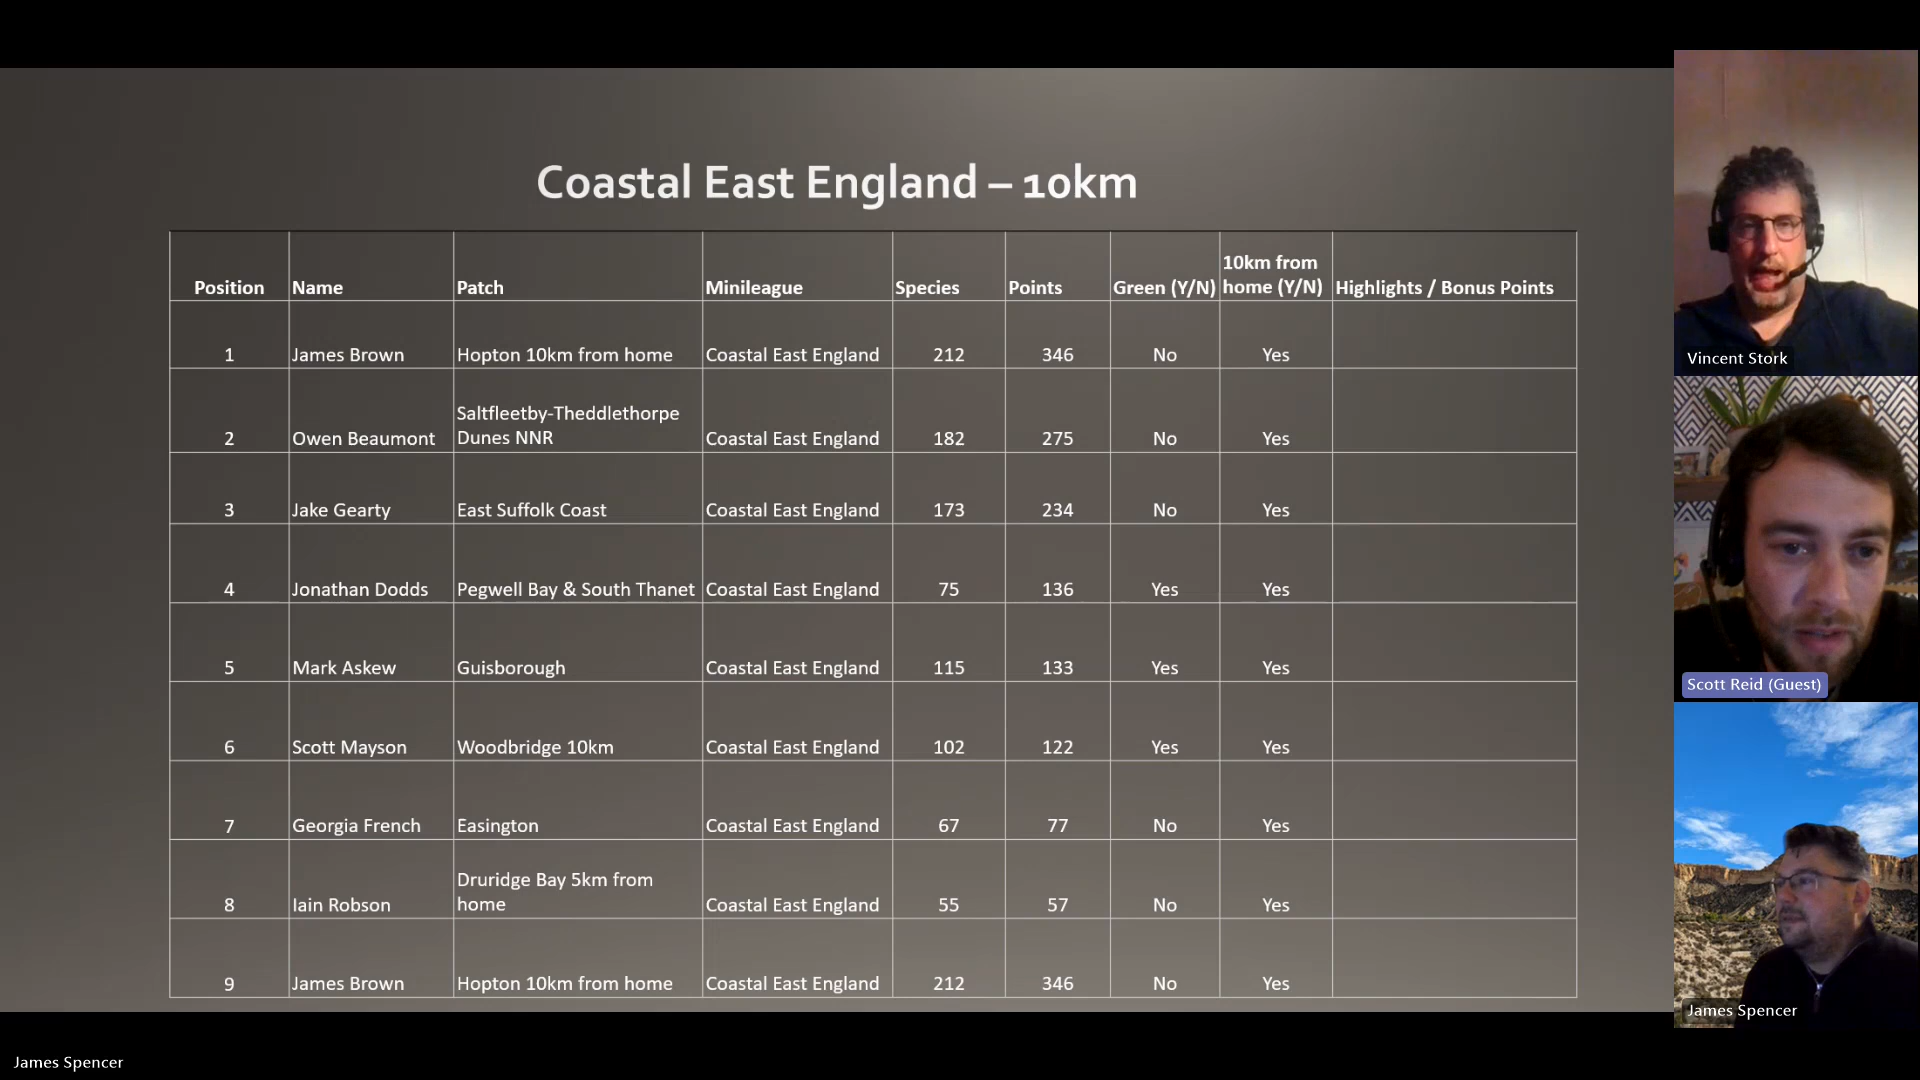 Coastal East England – 10km
Position Name Patch Minileague Species Points Green (Y/N) 10km from home (Y/N) Highlights / Bonus Points
1 James Brown Hopton 10km from home Coastal East England 212 346 No Yes
2 Owen Beaumont Saltfleetby-Theddlethorpe Dunes NNR Coastal East England 182 275 No Yes
3 Jake Gearty East Suffolk Coast Coastal East England 173 234 No Yes
4 Jonathan Dodds Pegwell Bay & South Thanet Coastal East England 75 136 Yes Yes
5 Mark Askew Guisborough Coastal East England 115 133 Yes Yes
6 Scott Mayson Woodbridge 10km Coastal East England 102 122 Yes Yes
7 Georgia French Easington Coastal East England 67 77 No Yes
8 Iain Robson Druridge Bay 5km from home Coastal East England 55 57 No Yes
9 James Brown Hopton 10km from home Coastal East England 212 346 No Yes
Vincent Stork
Scott Reid (Guest)
James Spencer
James Spencer